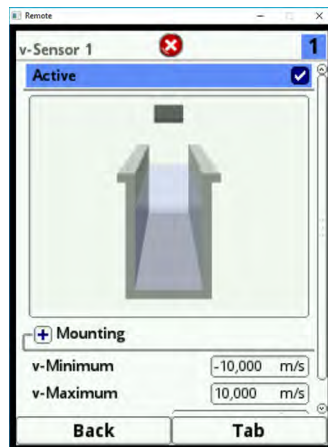 Remote
v-Sensor 1 1
Active
Mounting
v-Minimum -10,000 m/s
v-Maximum 10,000 m/s
Back Tab